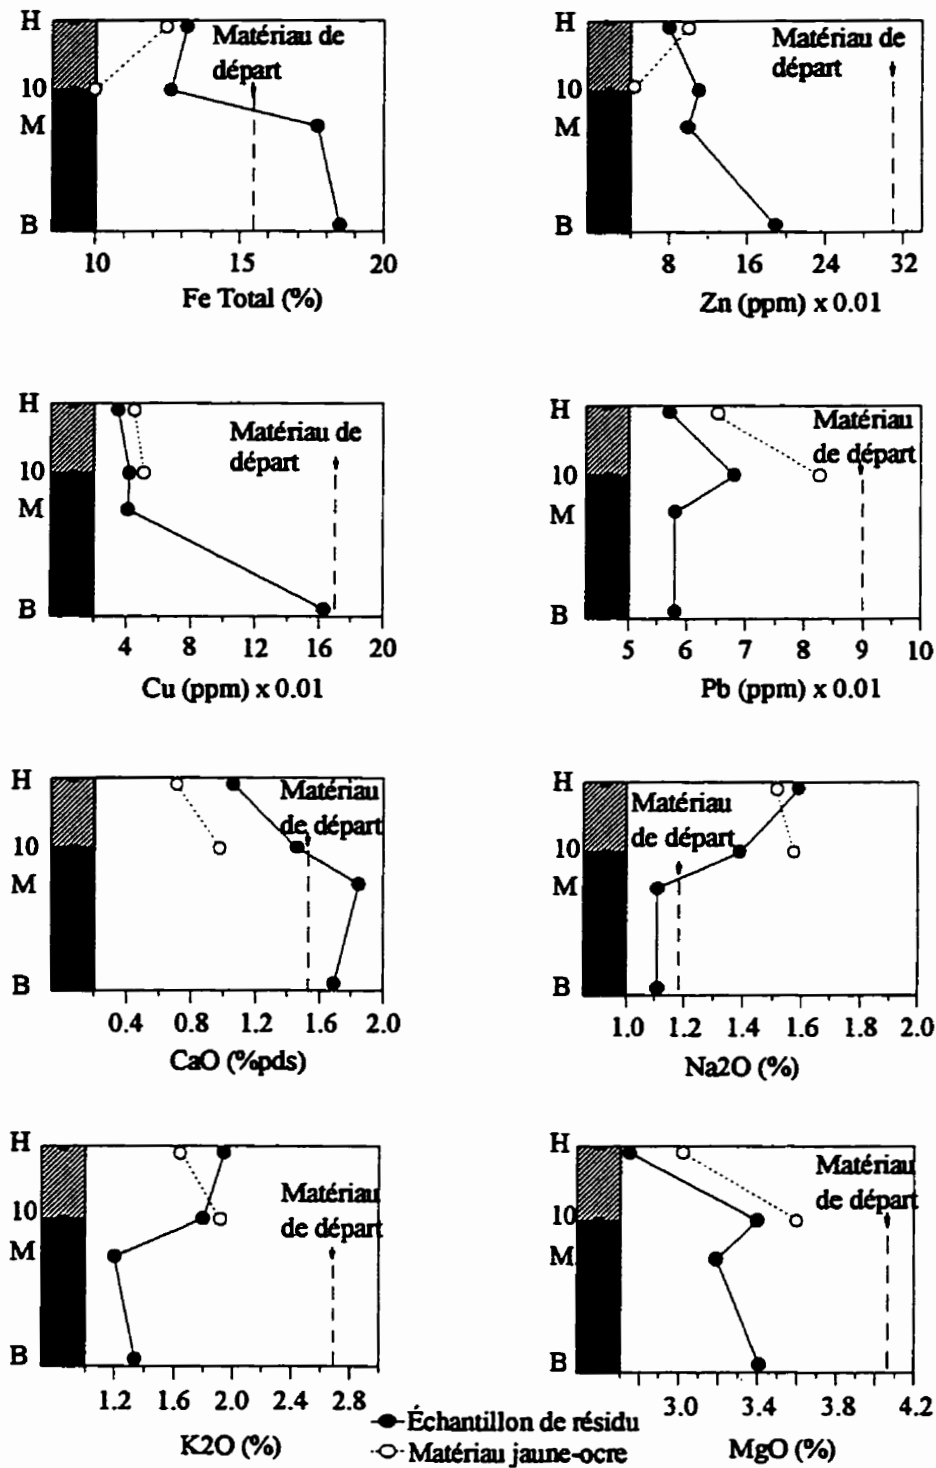 H
10
M
B
Matériau de
départ
10 15 20
Fe Total (%)
H
10
M
B
Matériau de
départ
8 16 24 32
Zn (ppm) x 0.01
H
10
M
B
Matériau de
départ
4 8 12 16 20
Cu (ppm) x 0.01
H
10
M
B
Matériau
de départ
5 6 7 8 9 10
Pb (ppm) x 0.01
H
10
M
B
Matériau
de départ
0.4 0.8 1.2 1.6 2.0
CaO (%pds)
H
10
M
B
Matériau
de départ
1.0 1.2 1.4 1.6 1.8 2.0
Na2O (%)
H
10
M
B
Matériau
de départ
1.2 1.6 2.0 2.4 2.8
K2O (%)
H
10
M
B
Matériau
de départ
3.0 3.4 3.8 4.2
MgO (%)
Échantillon de résidu
Matériau jaune-ocre